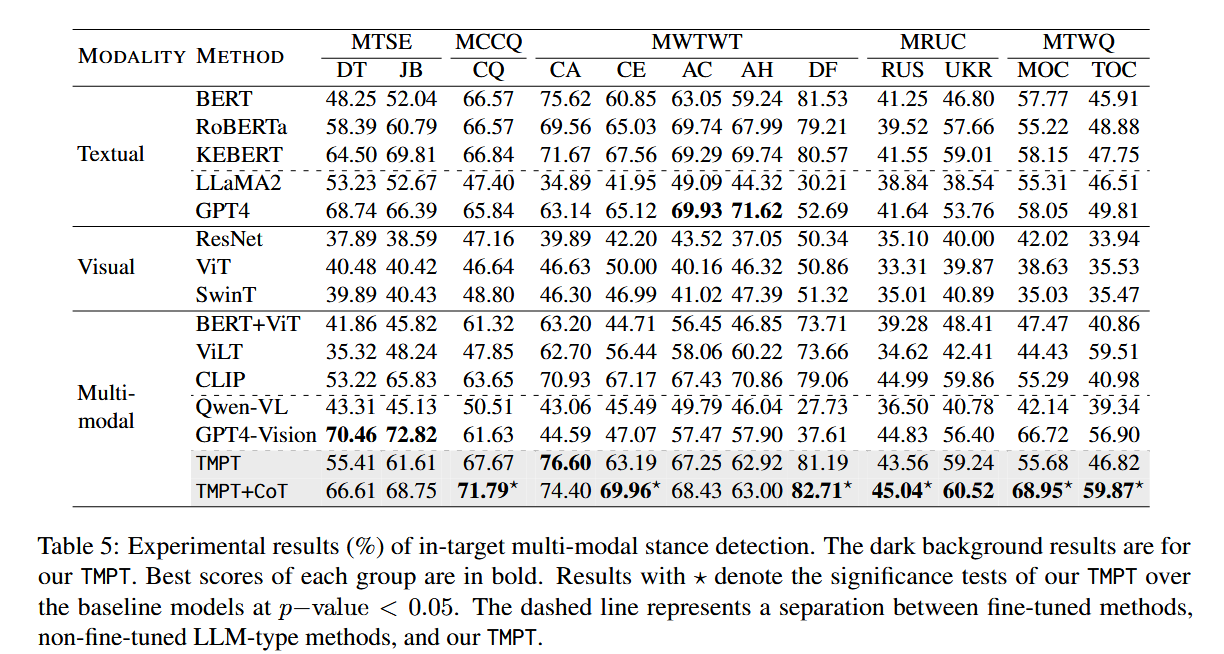 MODALITY METHOD MTSE MCCQ MWTWT MRUC MTWQ
DT JB CQ CA CE AC AH DF RUS UKR MOC TOC
Textual
BERT 48.25 52.04 66.57 75.62 60.85 63.05 59.24 81.53 41.25 46.80 57.77 45.91
RoBERTa 58.39 60.79 66.57 69.56 65.03 69.74 67.99 79.21 39.52 57.66 55.22 48.88
KEBERT 64.50 69.81 66.84 71.67 67.56 69.29 69.74 80.57 41.55 59.01 58.15 47.75
LLaMA2 53.23 52.67 47.40 34.89 41.95 49.09 44.32 30.21 38.84 38.54 55.31 46.51
GPT4 68.74 66.39 65.84 63.14 65.12 69.93 71.62 52.69 41.64 53.76 58.05 49.81
Visual
ResNet 37.89 38.59 47.16 39.89 42.20 43.52 37.05 50.34 35.10 40.00 42.02 33.94
ViT 40.48 40.42 46.64 46.63 50.00 40.16 46.32 50.86 33.31 39.87 38.63 35.53
SwinT 39.89 40.43 48.80 46.30 46.99 41.02 47.39 51.32 35.01 40.89 35.03 35.47
Multi-
modal
BERT+ViT 41.86 45.82 61.32 63.20 44.71 56.45 46.85 73.71 39.28 48.41 47.47 40.86
ViLT 35.32 48.24 47.85 62.70 56.44 58.06 60.22 73.66 34.62 42.41 44.43 59.51
CLIP 53.22 65.83 63.65 70.93 67.17 67.43 70.86 79.06 44.99 59.86 55.29 40.98
Qwen-VL 43.31 45.13 50.51 43.06 45.49 49.79 46.04 27.73 36.50 40.78 42.14 39.34
GPT4-Vision 70.46 72.82 61.63 44.59 47.07 57.47 57.90 37.61 44.83 56.40 66.72 56.90
TMPT 55.41 61.61 67.67 76.60 63.19 67.25 62.92 81.19 43.56 59.24 55.68 46.82
TMPT+CoT 66.61 68.75 71.79⋆ 74.40 69.96⋆ 68.43 63.00 82.71⋆ 45.04⋆ 60.52 68.95⋆ 59.87⋆
Table 5: Experimental results (%) of in-target multi-modal stance detection. The dark background results are for
our TMPT. Best scores of each group are in bold. Results with ⋆ denote the significance tests of our TMPT over
the baseline models at p−value < 0.05. The dashed line represents a separation between fine-tuned methods,
non-fine-tuned LLM-type methods, and our TMPT.